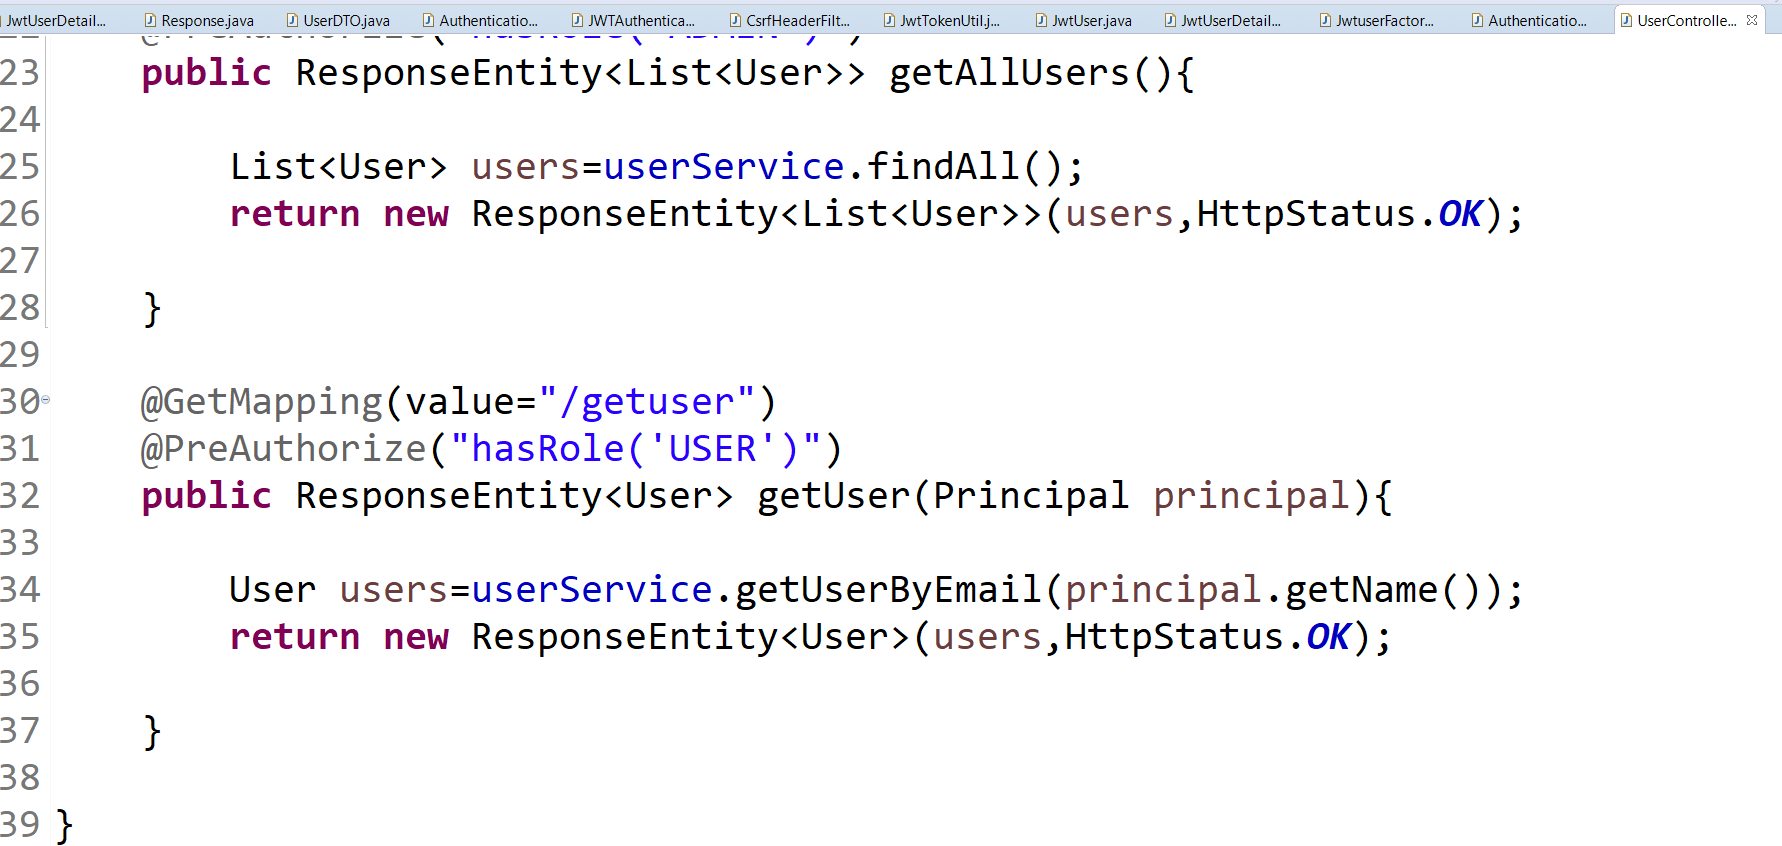 JwtUserDetail... Response.java UserDTO.java Authenticatio... JWTAuthentica... CsrfHeaderFilt... JwtTokenUtil.j... JwtUser.java JwtUserDetail... JwtuserFactor... Authenticatio... UserControlle...
23 public ResponseEntity<List<User>> getAllUsers(){
24
25 List<User> users=userService.findAll();
26 return new ResponseEntity<List<User>>(users,HttpStatus.OK);
27
28 }
29
30 @GetMapping(value="/getuser")
31 @PreAuthorize("hasRole('USER')")
32 public ResponseEntity<User> getUser(Principal principal){
33
34 User users=userService.getUserByEmail(principal.getName());
35 return new ResponseEntity<User>(users,HttpStatus.OK);
36
37 }
38
39 }